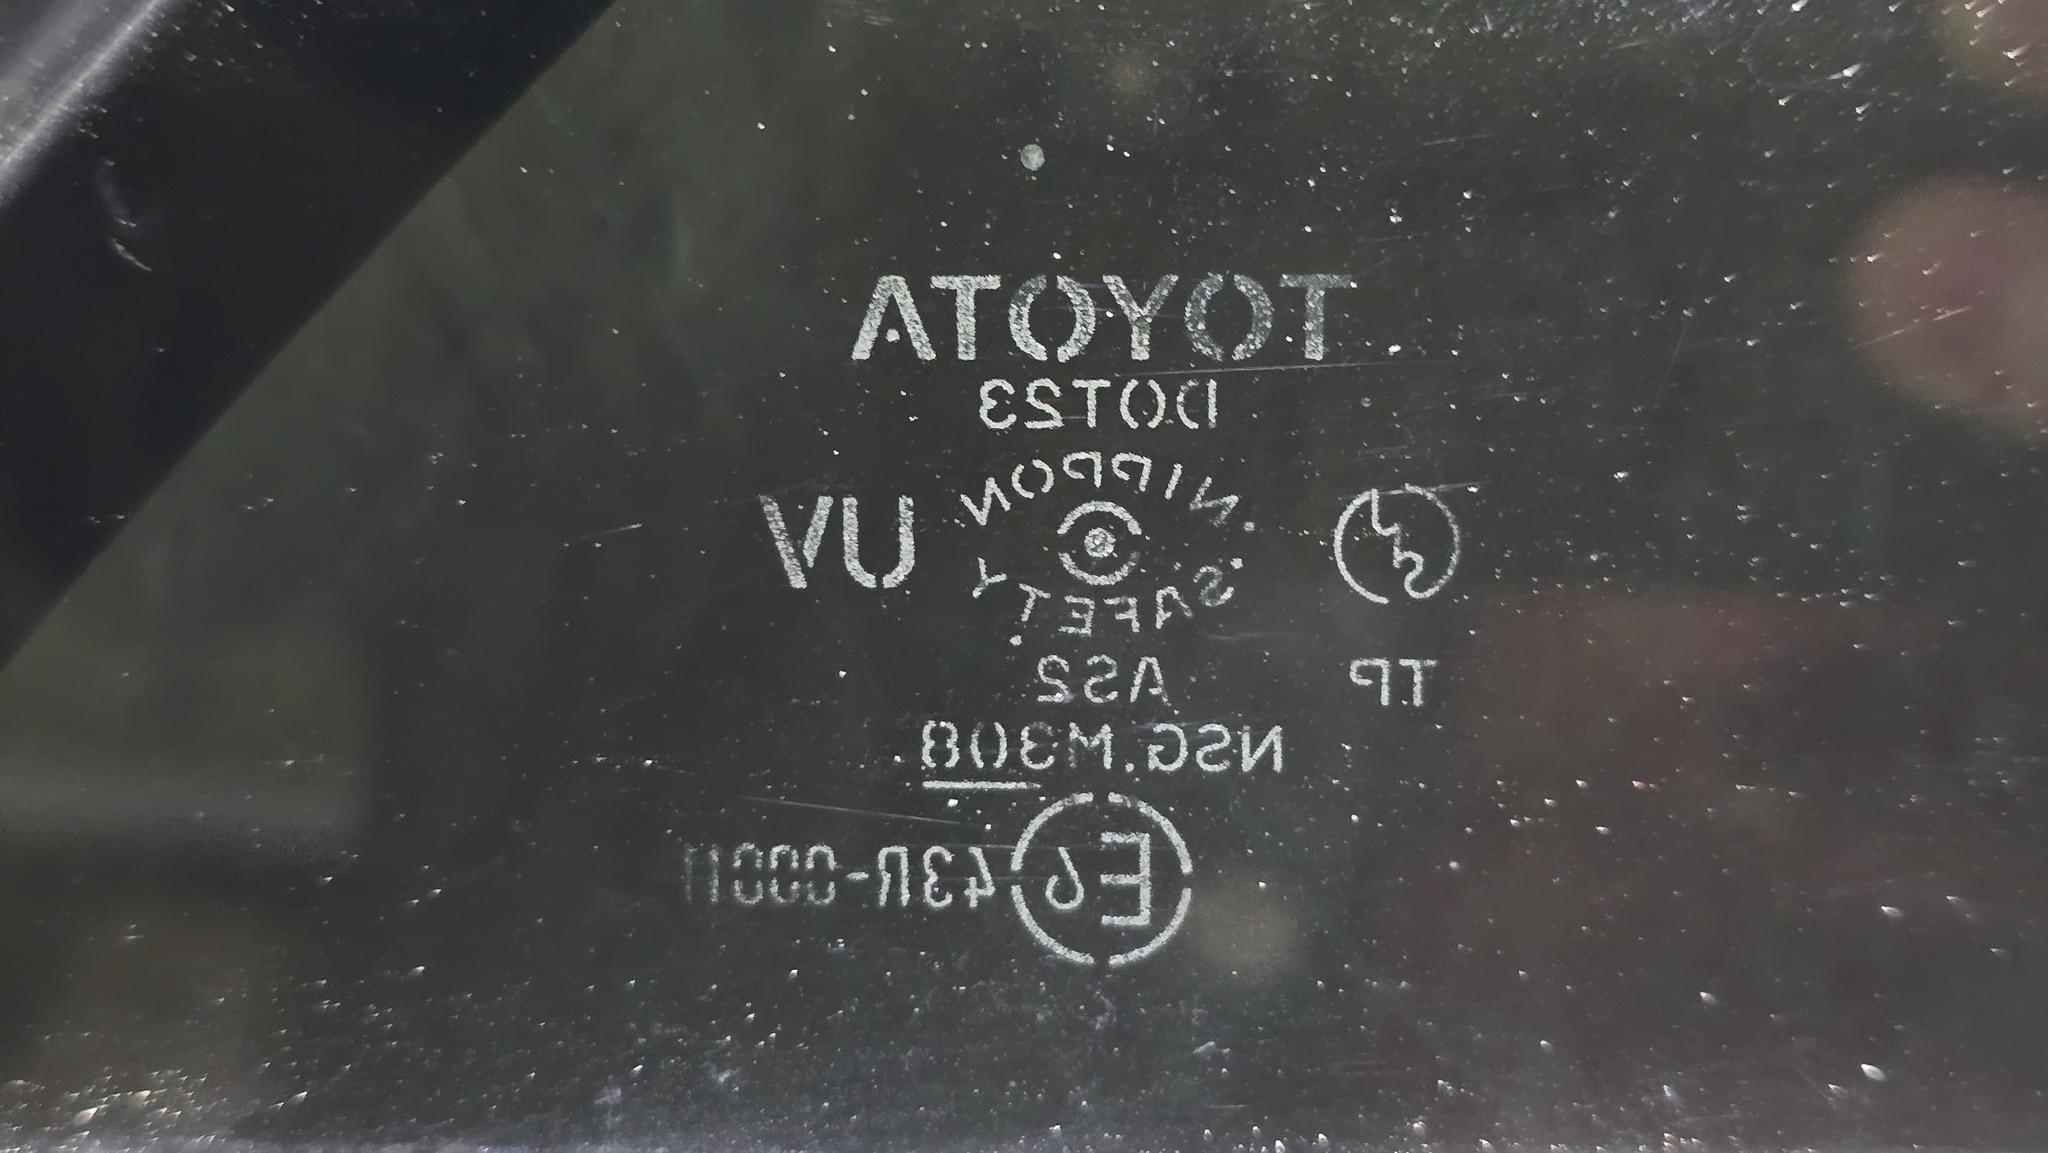 TOYOTA
DOT23
NIPPON
UV
SAFETY
AS2 TP
NSG.M308
E6 43R-00011